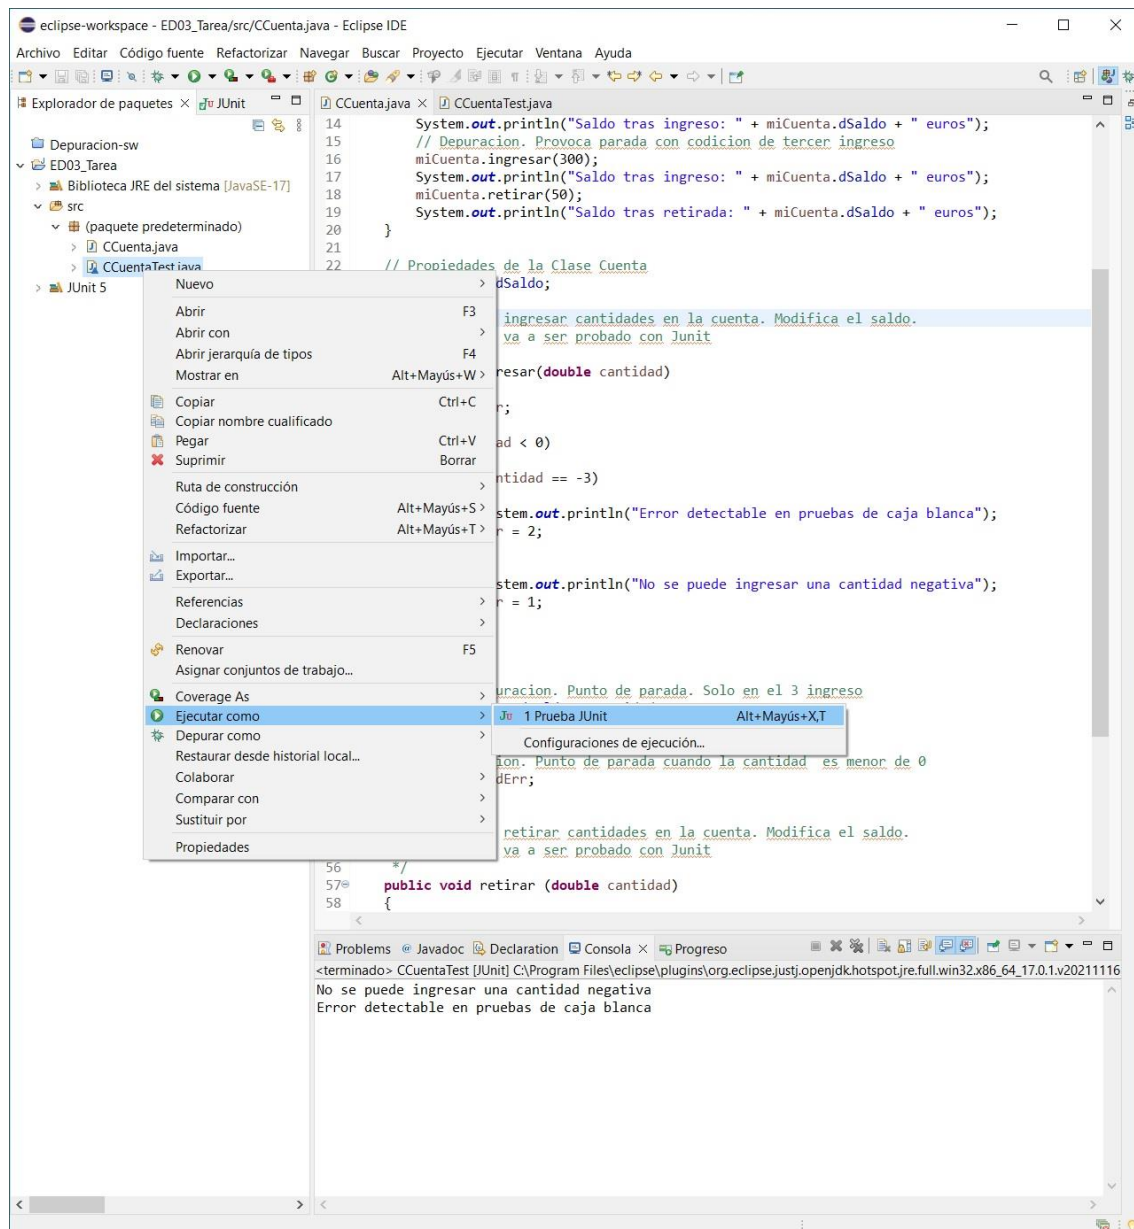 eclipse-workspace - ED03_Tarea/src/CCuenta.java - Eclipse IDE
Archivo Editar Código fuente Refactorizar Navegar Buscar Proyecto Ejecutar Ventana Ayuda
Explorador de paquetes JUnit
Depuracion-sw
ED03_Tarea
Biblioteca JRE del sistema [JavaSE-17]
src
(paquete predeterminado)
CCuenta.java
CCuentaTest.java
JUnit 5
CCuenta.java CCuentaTest.java
14 System.out.println("Saldo tras ingreso: " + miCuenta.dSaldo + " euros");
15 // Depuracion. Provoca parada con codicion de tercer ingreso
16 miCuenta.ingresar(300);
17 System.out.println("Saldo tras ingreso: " + miCuenta.dSaldo + " euros");
18 miCuenta.retirar(50);
19 System.out.println("Saldo tras retirada: " + miCuenta.dSaldo + " euros");
20 }
21
22 // Propiedades de la Clase Cuenta
dSaldo;
ingresar cantidades en la cuenta. Modifica el saldo.
va a ser probado con Junit
resar(double cantidad)
r;
ad < 0)
ntidad == -3)
stem.out.println("Error detectable en pruebas de caja blanca");
r = 2;
stem.out.println("No se puede ingresar una cantidad negativa");
r = 1;
uracion. Punto de parada. Solo en el 3 ingreso
ion. Punto de parada cuando la cantidad es menor de 0
dErr;
retirar cantidades en la cuenta. Modifica el saldo.
va a ser probado con Junit
56 */
57 public void retirar (double cantidad)
58 {
Nuevo
Abrir F3
Abrir con
Abrir jerarquía de tipos F4
Mostrar en Alt+Mayús+W
Copiar Ctrl+C
Copiar nombre cualificado
Pegar Ctrl+V
Suprimir Borrar
Ruta de construcción
Código fuente Alt+Mayús+S
Refactorizar Alt+Mayús+T
Importar...
Exportar...
Referencias
Declaraciones
Renovar F5
Asignar conjuntos de trabajo...
Coverage As
Ejecutar como
Depurar como
Restaurar desde historial local...
Colaborar
Comparar con
Sustituir por
Propiedades
1 Prueba JUnit Alt+Mayús+X,T
Configuraciones de ejecución...
Problems Javadoc Declaration Consola Progreso
<terminado> CCuentaTest [JUnit] C:\Program Files\eclipse\plugins\org.eclipse.justj.openjdk.hotspot.jre.full.win32.x86_64_17.0.1.v20211116
No se puede ingresar una cantidad negativa
Error detectable en pruebas de caja blanca